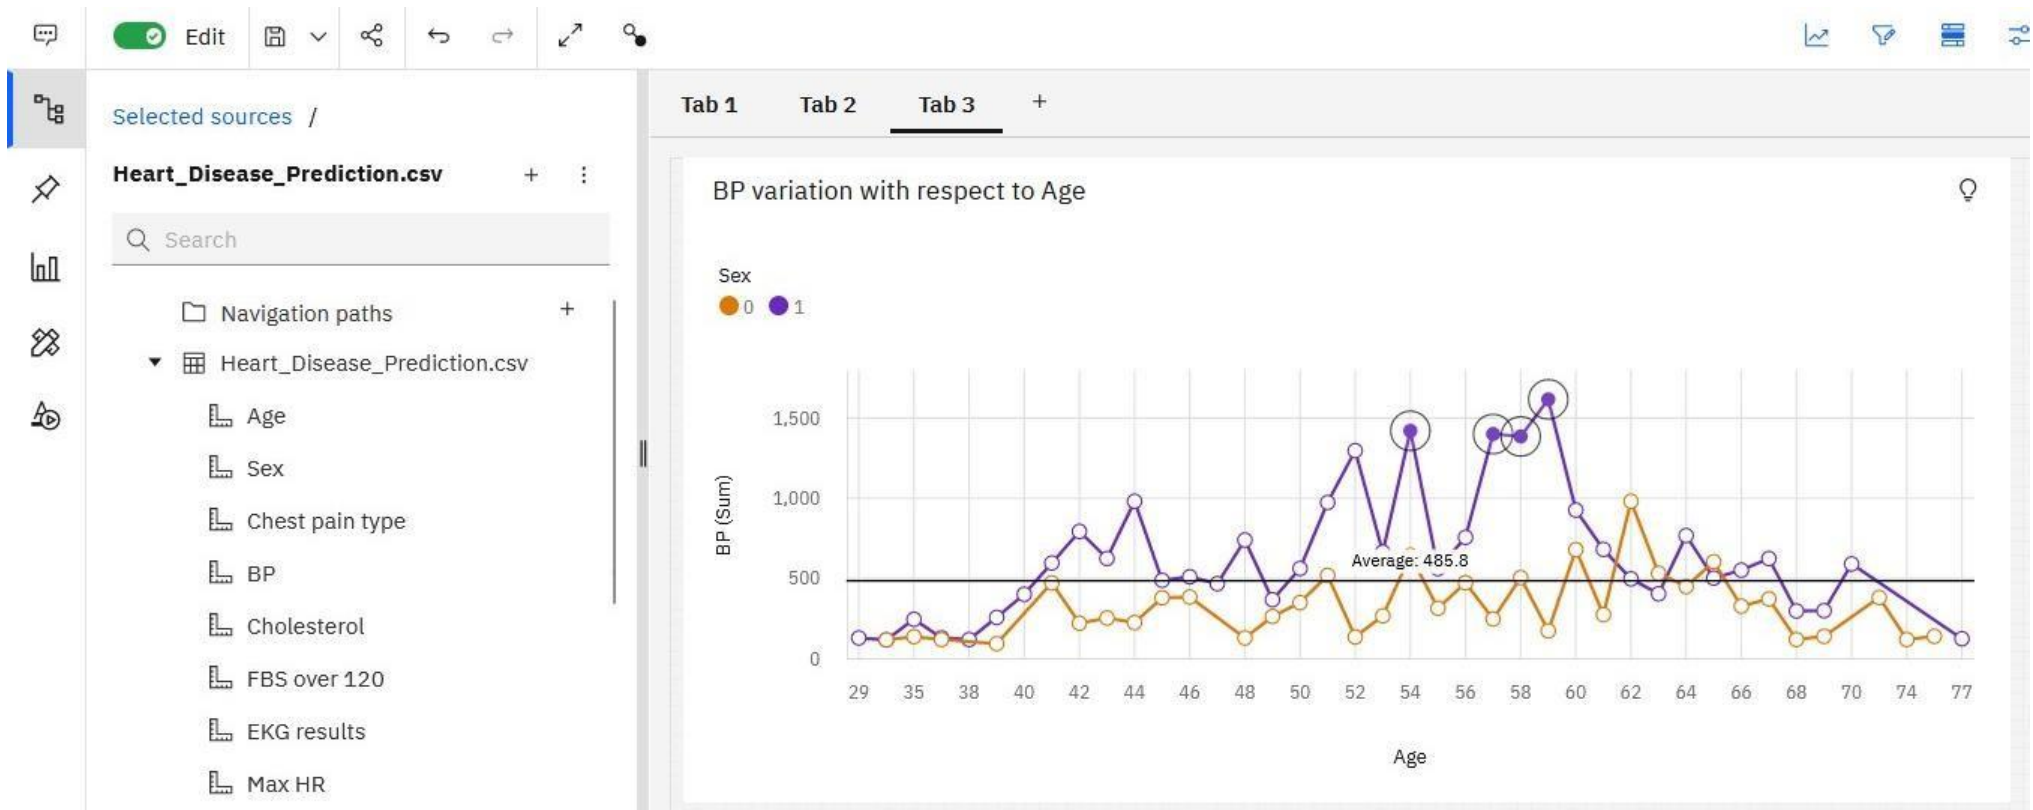 Edit
Selected sources /
Heart_Disease_Prediction.csv
Search
Navigation paths
Heart_Disease_Prediction.csv
Age
Sex
Chest pain type
BP
Cholesterol
FBS over 120
EKG results
Max HR
Tab 1 Tab 2 Tab 3
BP variation with respect to Age
Sex
0 1
BP (Sum)
1,500
1,000
500
0
Average: 485.8
29 35 38 40 42 44 46 48 50 52 54 56 58 60 62 64 66 68 70 74 77
Age